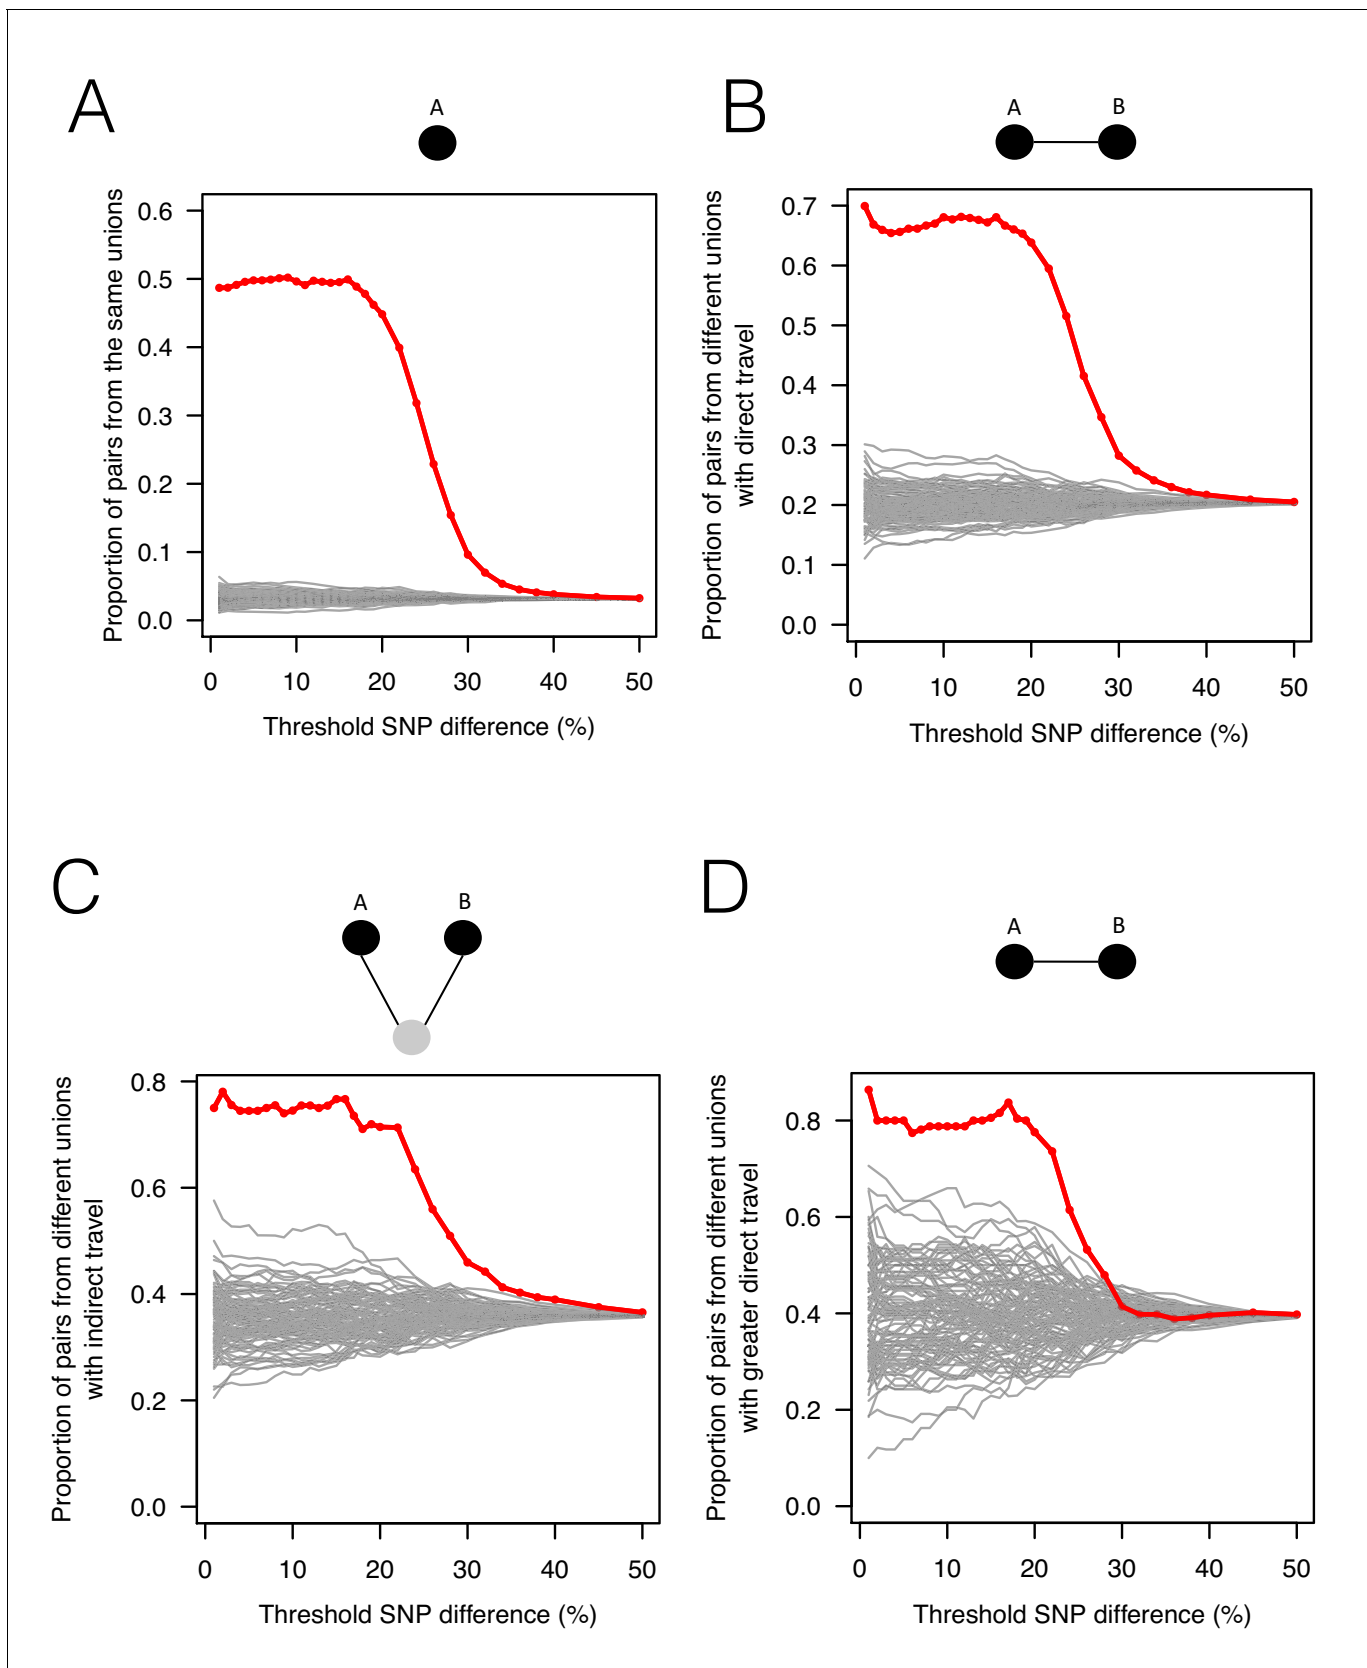 A
A
Proportion of pairs from the same unions
0.6
0.5
0.4
0.3
0.2
0.1
0.0
0 10 20 30 40 50
Threshold SNP difference (%)
B
A B
Proportion of pairs from different unions
with direct travel
0.7
0.6
0.5
0.4
0.3
0.2
0.1
0.0
0 10 20 30 40 50
Threshold SNP difference (%)
C
A B
Proportion of pairs from different unions
with indirect travel
0.8
0.6
0.4
0.2
0.0
0 10 20 30 40 50
Threshold SNP difference (%)
D
A B
Proportion of pairs from different unions
with greater direct travel
0.8
0.6
0.4
0.2
0.0
0 10 20 30 40 50
Threshold SNP difference (%)